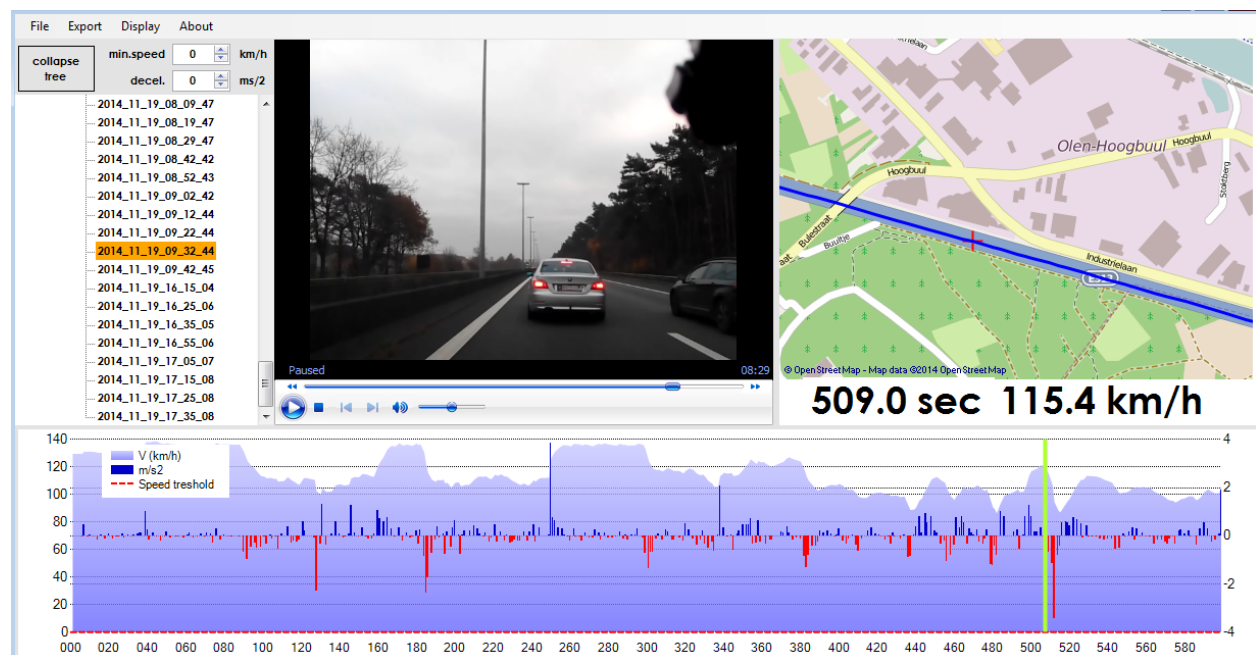 File Export Display About
collapse tree
min.speed 0 km/h
decel. 0 ms/2
2014_11_19_08_09_47
2014_11_19_08_19_47
2014_11_19_08_29_47
2014_11_19_08_42_42
2014_11_19_08_52_43
2014_11_19_09_02_42
2014_11_19_09_12_44
2014_11_19_09_22_44
2014_11_19_09_32_44
2014_11_19_09_42_45
2014_11_19_16_15_04
2014_11_19_16_25_06
2014_11_19_16_35_05
2014_11_19_16_55_06
2014_11_19_17_05_07
2014_11_19_17_15_08
2014_11_19_17_25_08
2014_11_19_17_35_08
Paused 08:29
Industrielaan
Olen-Hoogbuul
Hoogbuul
Hoogbuul
Stoktberg
Bulestraat
Buultje
Industrielaan
© OpenStreetMap - Map data ©2014 OpenStreetMap
509.0 sec 115.4 km/h
V (km/h)
m/s2
Speed treshold
140
120
100
80
60
40
20
0
4
2
0
-2
-4
000 020 040 060 080 100 120 140 160 180 200 220 240 260 280 300 320 340 360 380 400 420 440 460 480 500 520 540 560 580